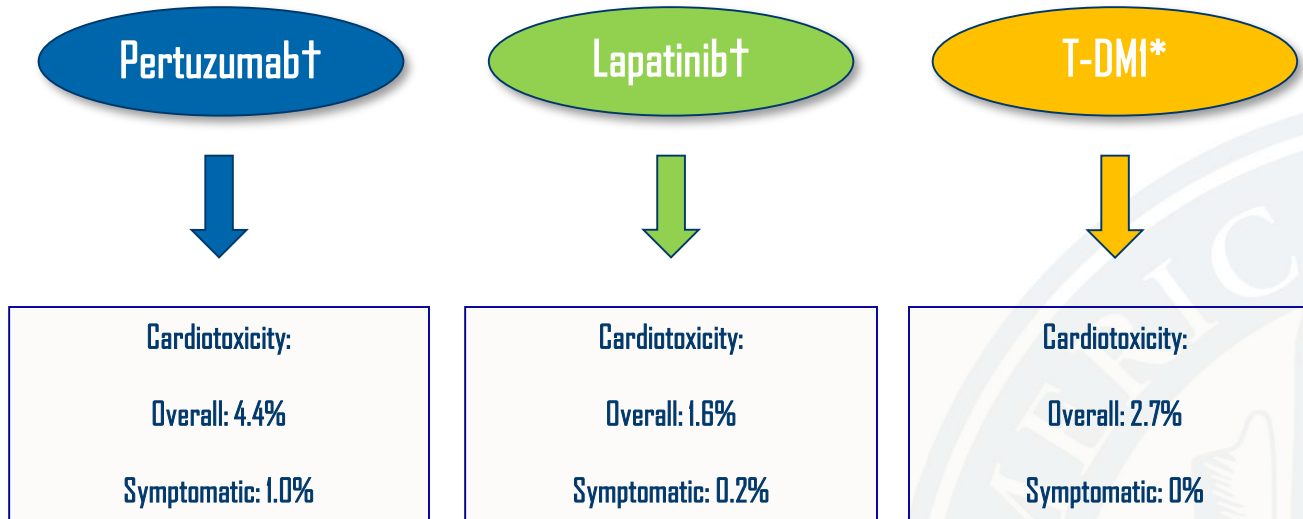 Pertuzumab†
Lapatinib†
T-DM1*
Cardiotoxicity:
Overall: 4.4%
Symptomatic: 1.0%
Cardiotoxicity:
Overall: 1.6%
Symptomatic: 0.2%
Cardiotoxicity:
Overall: 2.7%
Symptomatic: 0%
ERIC